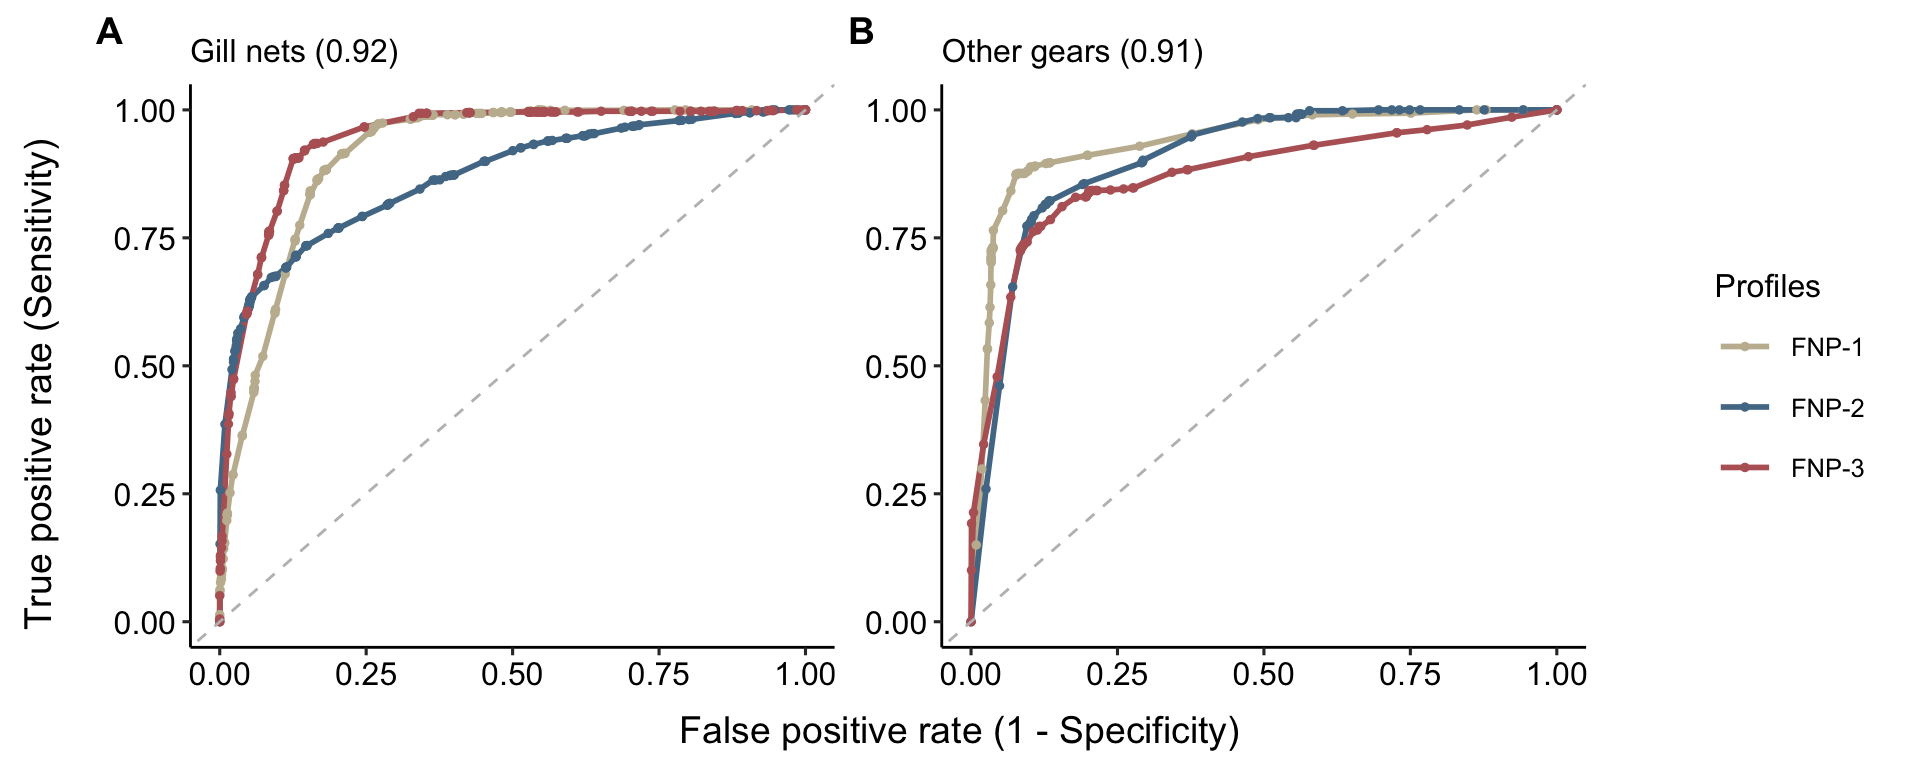 A
Gill nets (0.92)
B
Other gears (0.91)
True positive rate (Sensitivity)
1.00
0.75
0.50
0.25
0.00
0.00 0.25 0.50 0.75 1.00
1.00
0.75
0.50
0.25
0.00
0.00 0.25 0.50 0.75 1.00
False positive rate (1 - Specificity)
Profiles
FNP-1
FNP-2
FNP-3